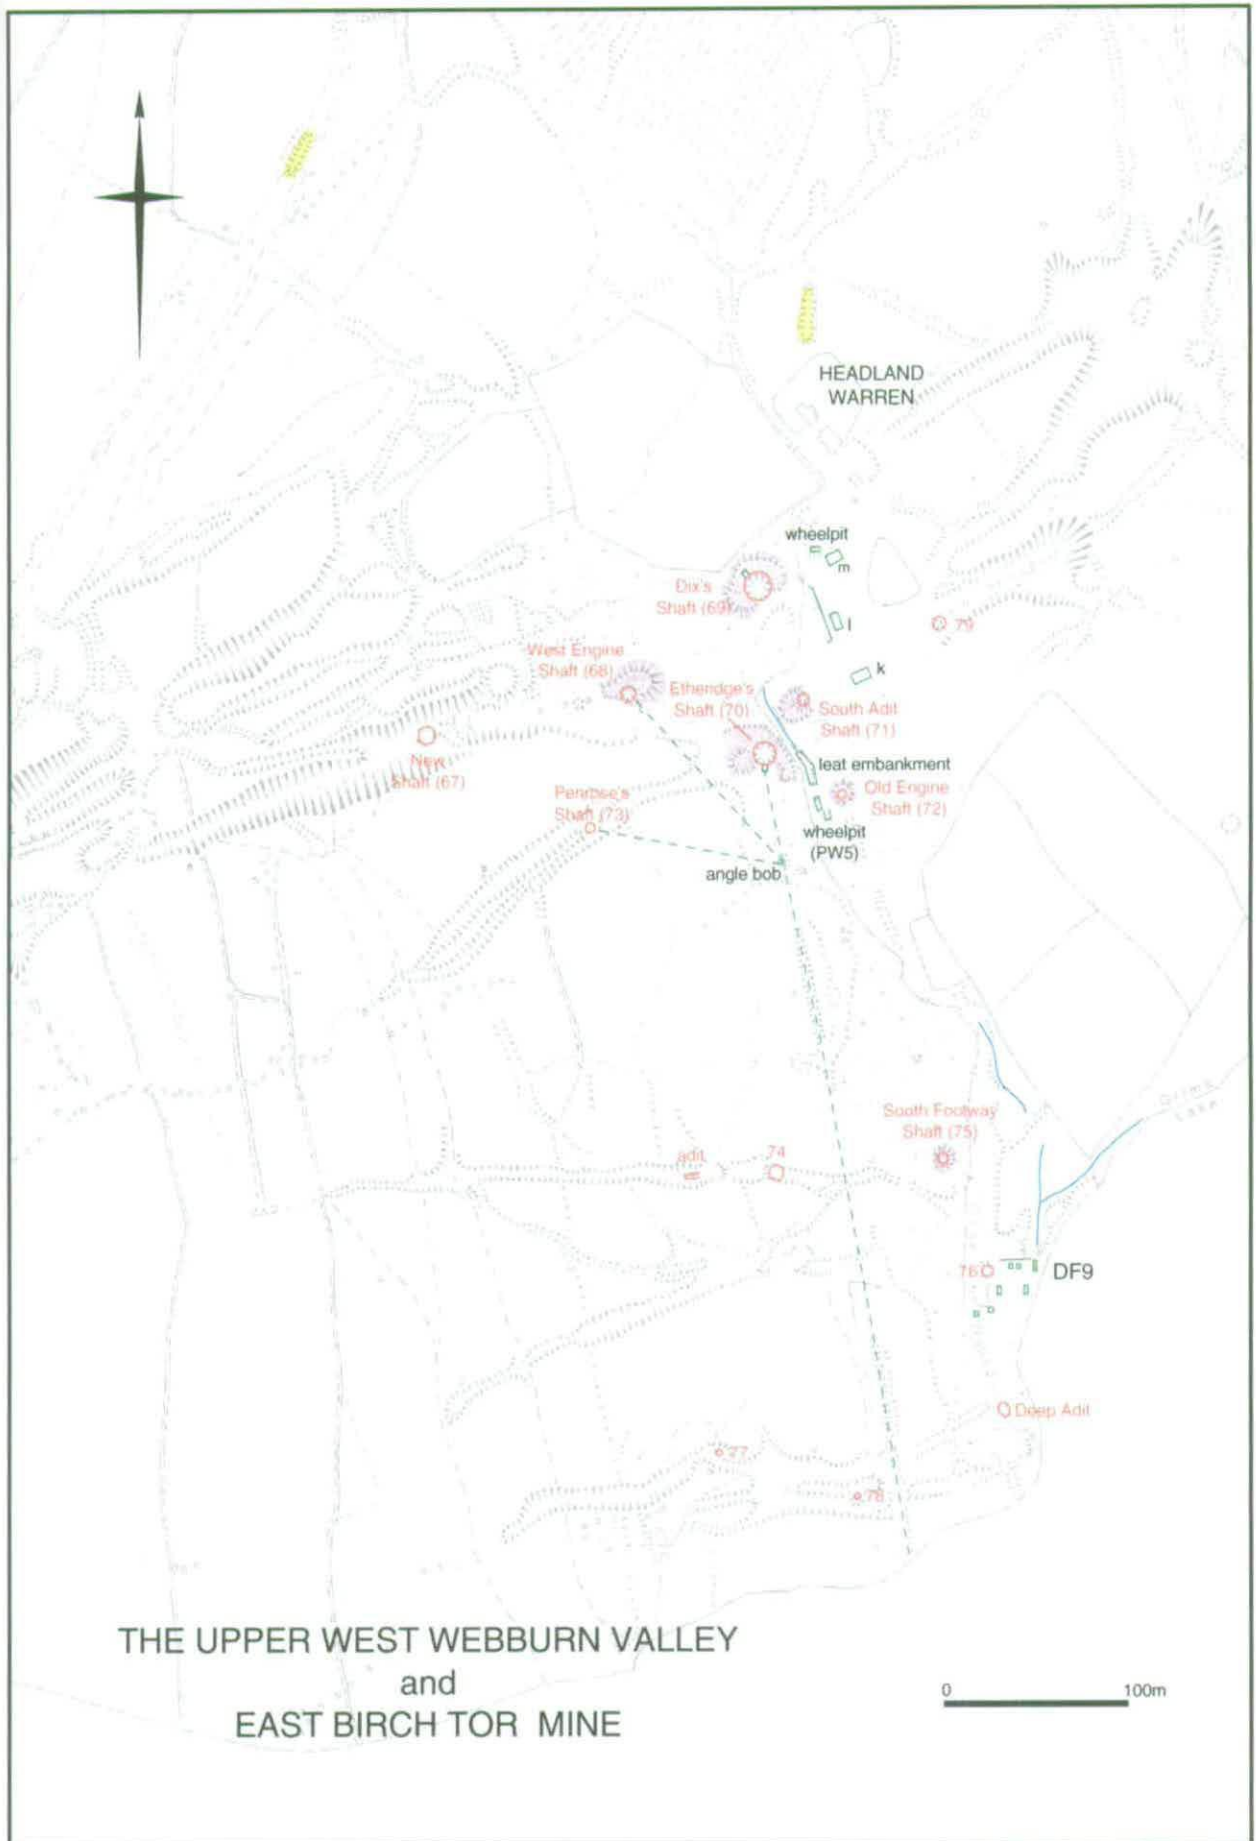 HEADLAND
WARREN
wheelpit
m
Dix's
Shaft (69)
l
79
West Engine
Shaft (68)
k
Etheridge's
Shaft (70)
South Adit
Shaft (71)
New
Shaft (67)
leat embankment
Old Engine
Shaft (72)
Penrose's
Shaft (73)
wheelpit
(PW5)
angle bob
Grims
Lake
South Footway
Shaft (75)
adit
74
76
DF9
Deep Adit
77
78
THE UPPER WEST WEBBURN VALLEY
and
EAST BIRCH TOR MINE
0 100m